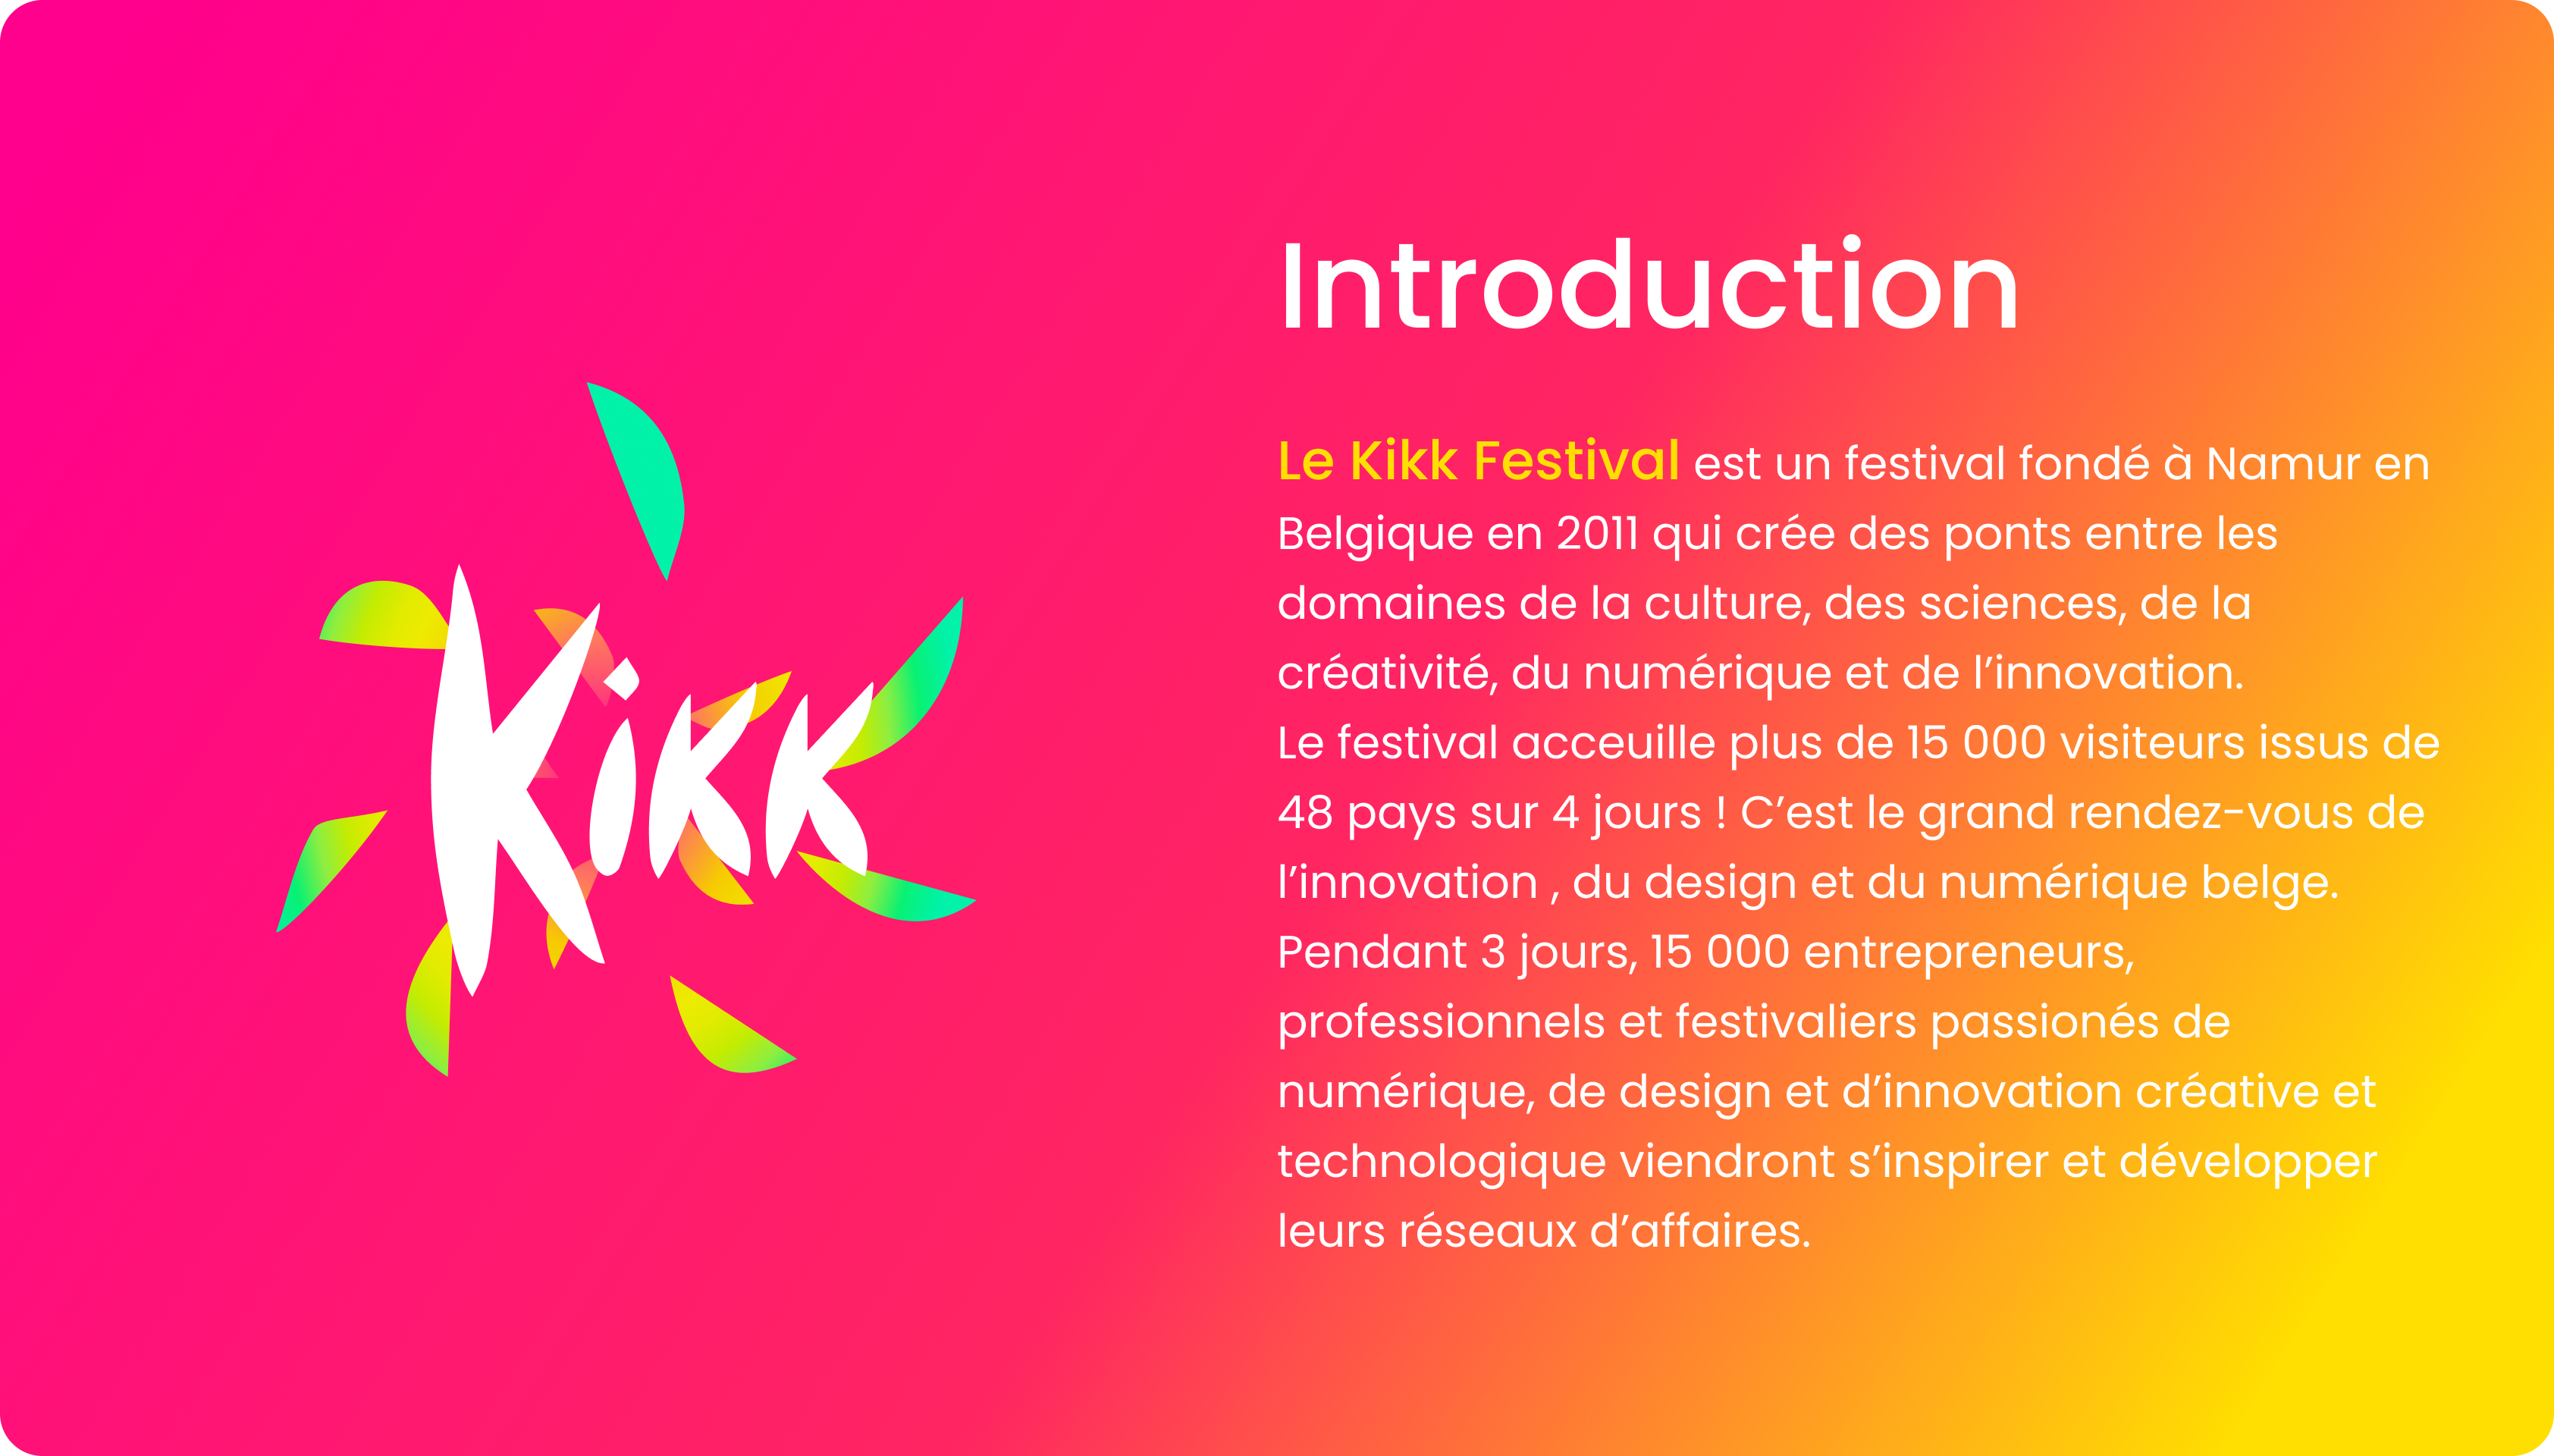 Kikk
Introduction
Le Kikk Festival est un festival fondé à Namur en
Belgique en 2011 qui crée des ponts entre les
domaines de la culture, des sciences, de la
créativité, du numérique et de l’innovation.
Le festival acceuille plus de 15 000 visiteurs issus de
48 pays sur 4 jours ! C’est le grand rendez-vous de
l’innovation , du design et du numérique belge.
Pendant 3 jours, 15 000 entrepreneurs,
professionnels et festivaliers passionés de
numérique, de design et d’innovation créative et
technologique viendront s’inspirer et développer
leurs réseaux d’affaires.